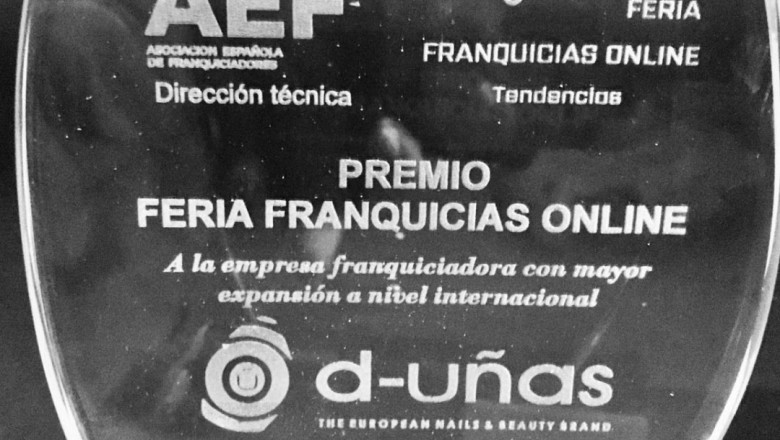 AEF
FERIA
ASOCIACION ESPAÑOLA
DE FRANQUICIADORES
FRANQUICIAS ONLINE
Dirección técnica
Tendencias
PREMIO
FERIA FRANQUICIAS ONLINE
A la empresa franquiciadora con mayor
expansión a nivel internacional
d-uñas
THE EUROPEAN NAILS & BEAUTY BRAND